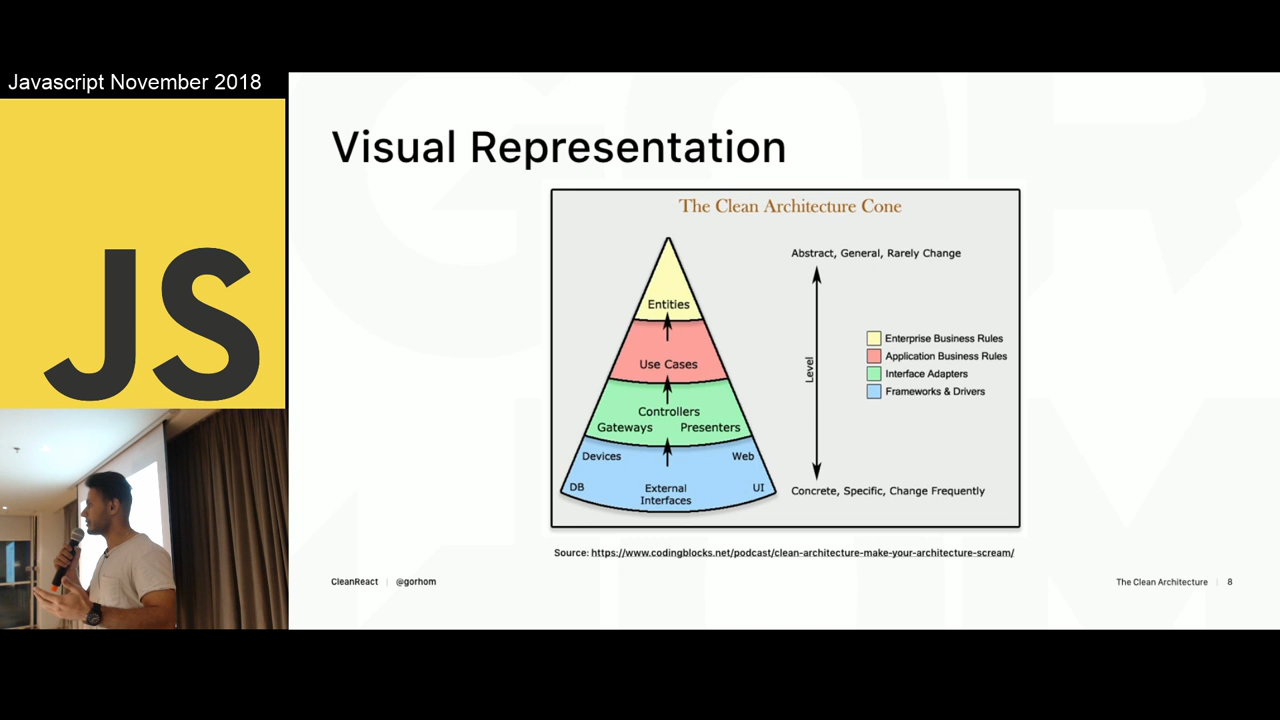 Javascript November 2018
JS
Visual Representation
The Clean Architecture Cone
Entities
Use Cases
Controllers
Gateways Presenters
Devices Web
DB External Interfaces UI
Abstract, General, Rarely Change
Level
Concrete, Specific, Change Frequently
Enterprise Business Rules
Application Business Rules
Interface Adapters
Frameworks & Drivers
Source: https://www.codingblocks.net/podcast/clean-architecture-make-your-architecture-scream/
CleanReact | @gorhom
The Clean Architecture | 8